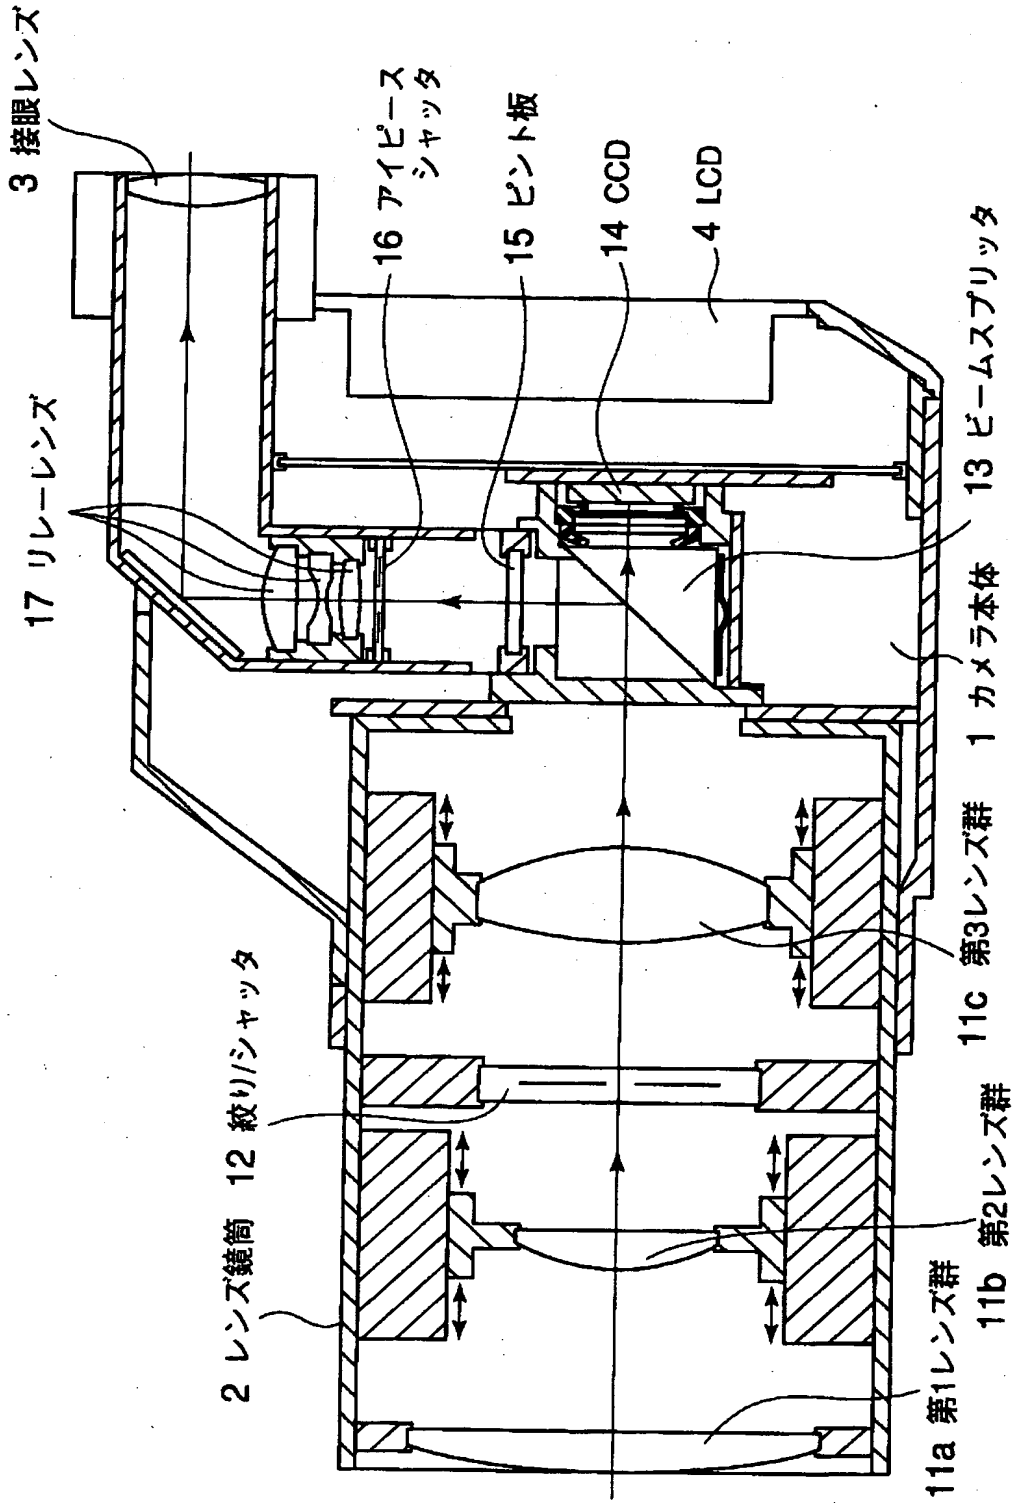 3 接眼レンズ
17 リレーレンズ
16 アイピース
シャッタ
15 ピント板
14 CCD
4 LCD
2 レンズ鏡筒
12 絞り/シャッタ
11a 第1レンズ群
11b 第2レンズ群
11c 第3レンズ群
1 カメラ本体
13 ビームスプリッタ